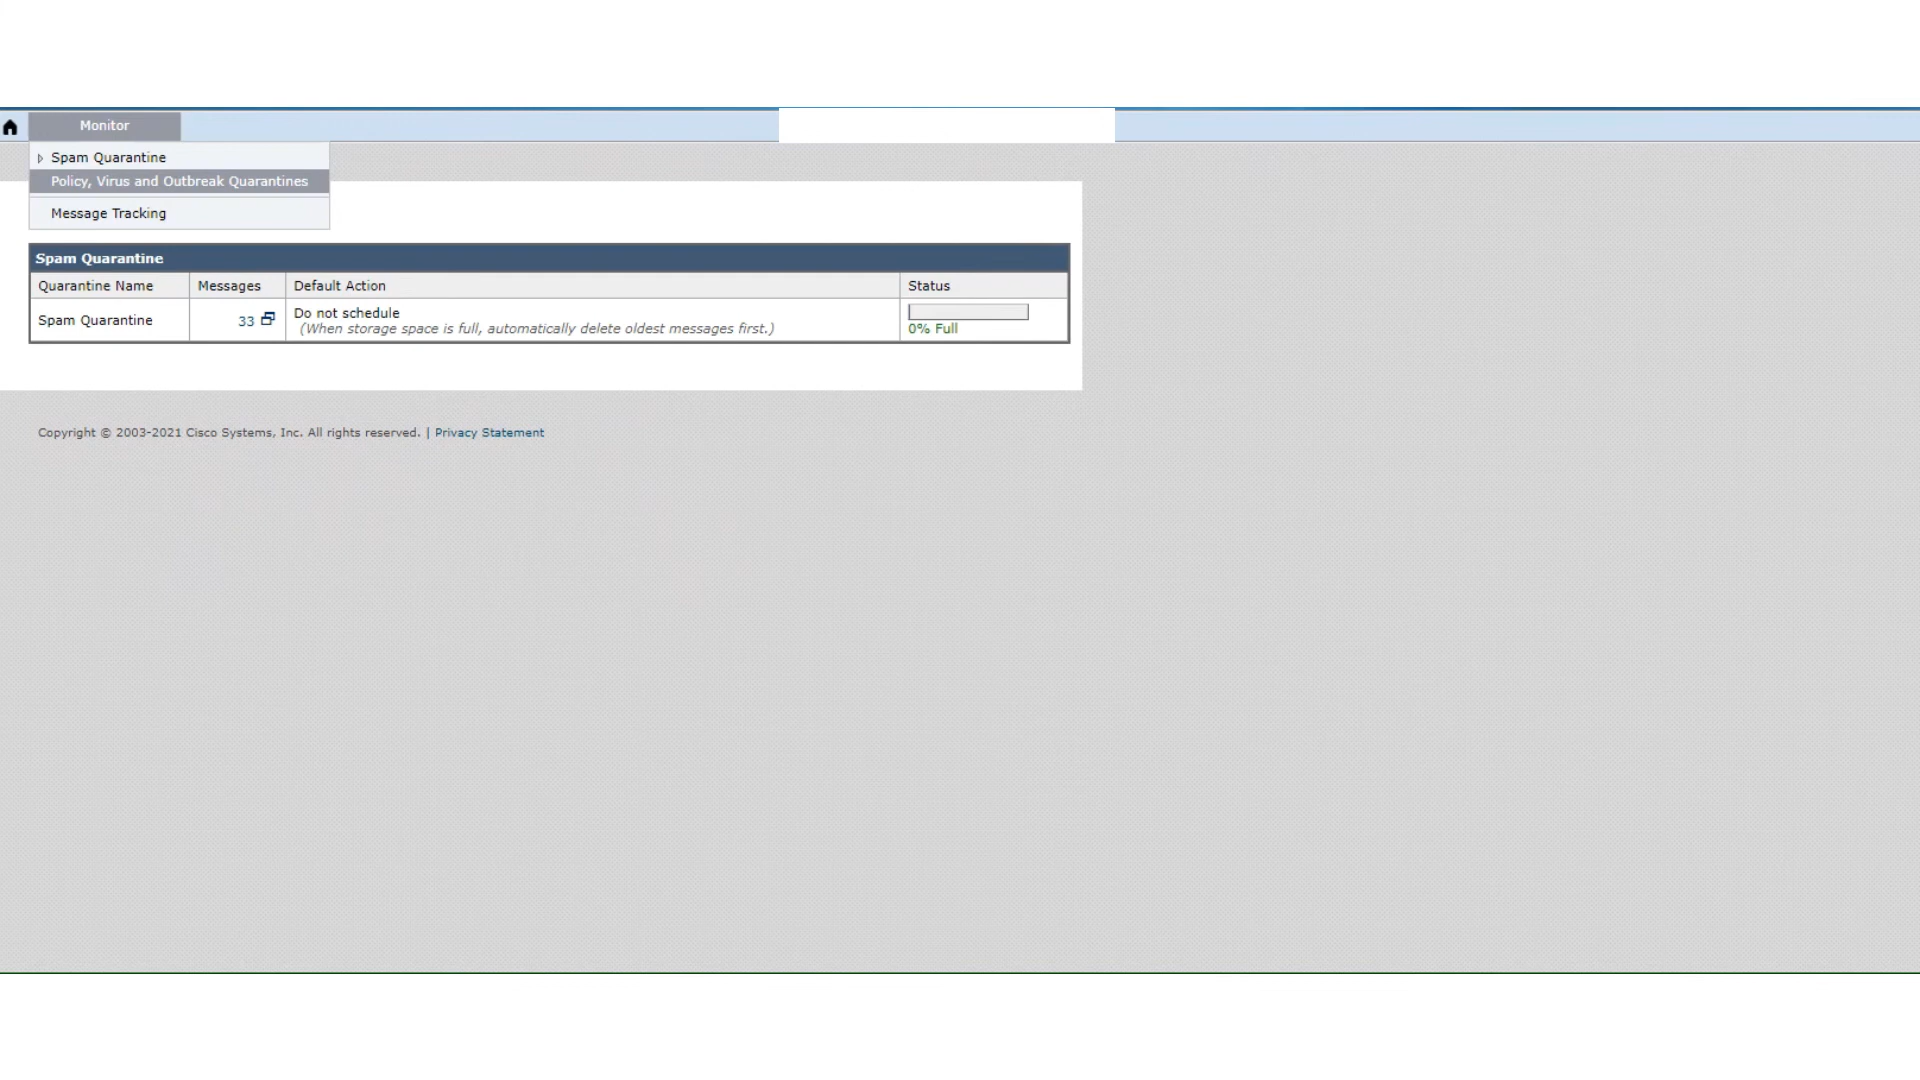 Monitor
Spam Quarantine
Policy, Virus and Outbreak Quarantines
Message Tracking
Spam Quarantine
Quarantine Name Messages Default Action Status
Spam Quarantine 33 Do not schedule
(When storage space is full, automatically delete oldest messages first.) 0% Full
Copyright © 2003-2021 Cisco Systems, Inc. All rights reserved. | Privacy Statement